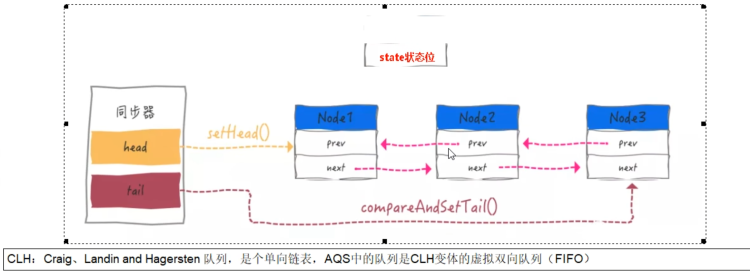 state状态位
同步器
head
tail
setHead()
Node1
prev
next
Node2
prev
next
Node3
prev
next
compareAndSetTail()
CLH：Craig、Landin and Hagersten 队列，是个单向链表，AQS中的队列是CLH变体的虚拟双向队列（FIFO）